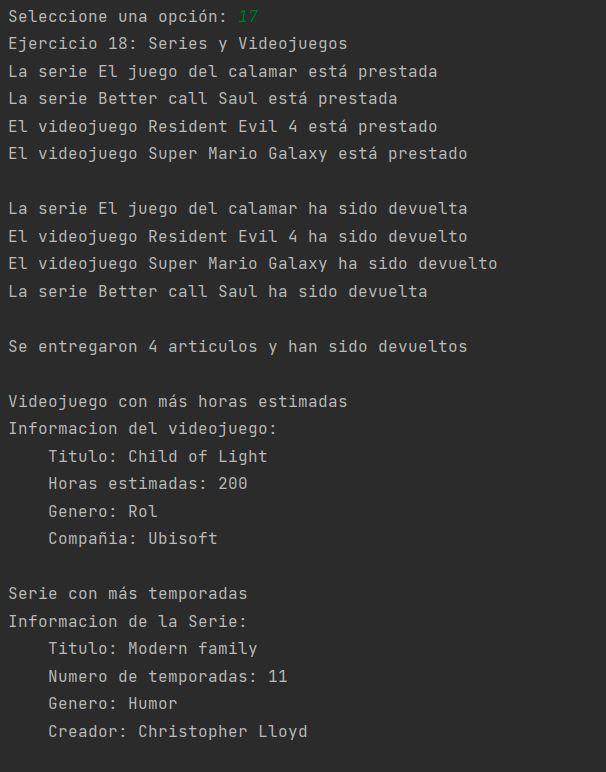 Seleccione una opción: 17
Ejercicio 18: Series y Videojuegos
La serie El juego del calamar está prestada
La serie Better call Saul está prestada
El videojuego Resident Evil 4 está prestado
El videojuego Super Mario Galaxy está prestado
La serie El juego del calamar ha sido devuelta
El videojuego Resident Evil 4 ha sido devuelto
El videojuego Super Mario Galaxy ha sido devuelto
La serie Better call Saul ha sido devuelta
Se entregaron 4 articulos y han sido devueltos
Videojuego con más horas estimadas
Informacion del videojuego:
Titulo: Child of Light
Horas estimadas: 200
Genero: Rol
Compañia: Ubisoft
Serie con más temporadas
Informacion de la Serie:
Titulo: Modern family
Numero de temporadas: 11
Genero: Humor
Creador: Christopher Lloyd